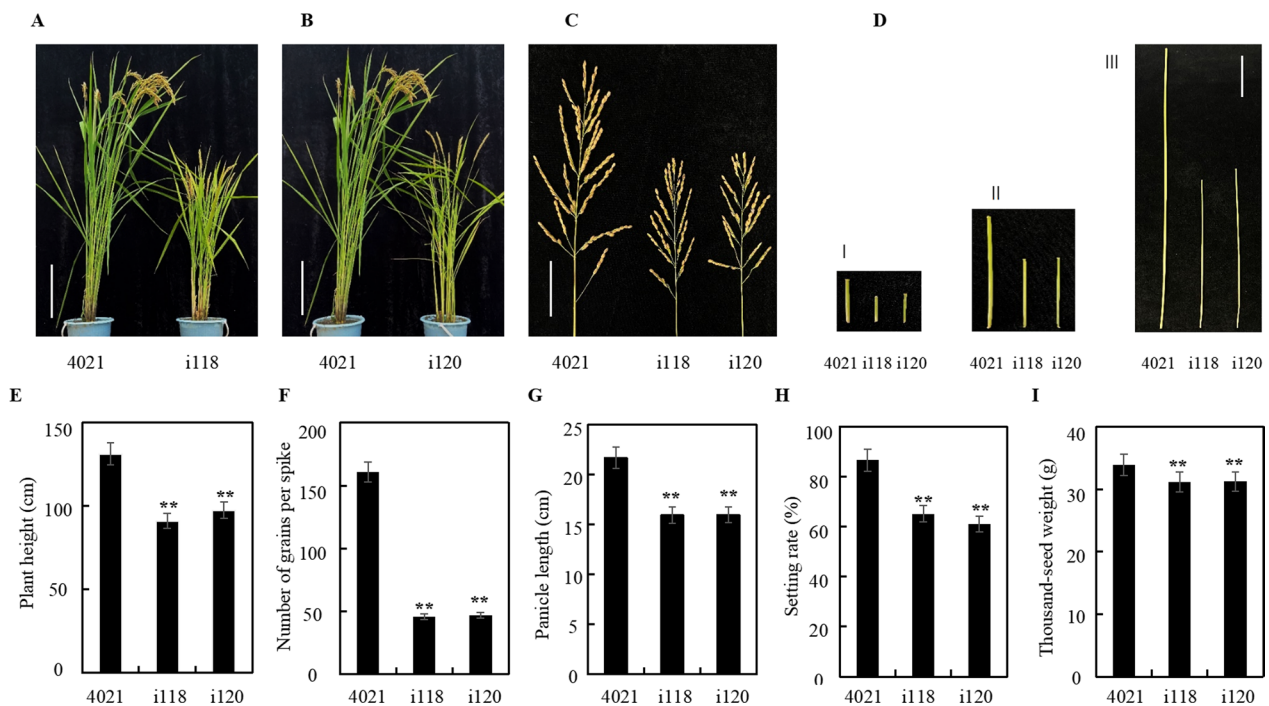 A B C D
III
II
I
4021 i118 4021 i120 4021 i118 i120 4021 i118 i120 4021 i118 i120 4021 i118 i120
E F G H I
Plant height (cm)
150
100
50
0
** **
4021 i118 i120
Number of grains per spike
200
150
100
50
0
** **
4021 i118 i120
Panicle length (cm)
25
20
15
10
5
0
** **
4021 i118 i120
Setting rate (%)
100
80
60
40
20
0
** **
4021 i118 i120
Thousand-seed weight (g)
40
30
20
10
0
** **
4021 i118 i120